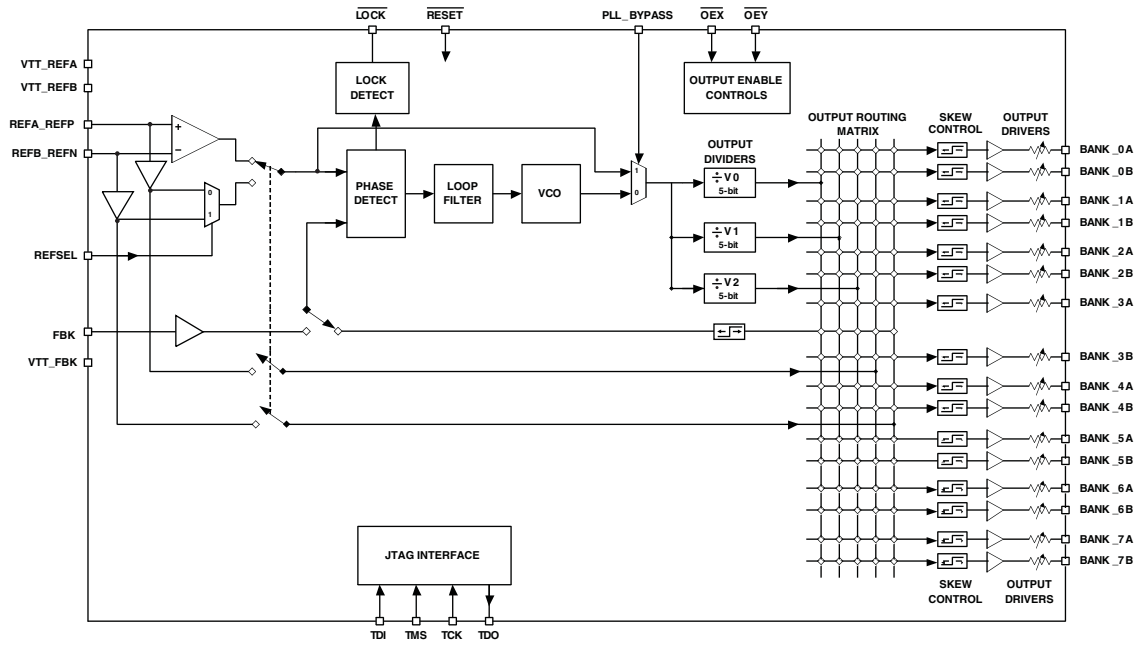 LOCK
RESET
PLL_BYPASS
OEX
OEY
VTT_REFA
VTT_REFB
REFA_REFP
REFB_REFN
REFSEL
FBK
VTT_FBK
+
–
0
1
LOCK
DETECT
PHASE
DETECT
LOOP
FILTER
VCO
1
0
OUTPUT ENABLE
CONTROLS
OUTPUT
DIVIDERS
÷V0
5-bit
÷V1
5-bit
÷V2
5-bit
OUTPUT ROUTING
MATRIX
SKEW
CONTROL
OUTPUT
DRIVERS
BANK_0A
BANK_0B
BANK_1A
BANK_1B
BANK_2A
BANK_2B
BANK_3A
BANK_3B
BANK_4A
BANK_4B
BANK_5A
BANK_5B
BANK_6A
BANK_6B
BANK_7A
BANK_7B
SKEW
CONTROL
OUTPUT
DRIVERS
JTAG INTERFACE
TDI
TMS
TCK
TDO